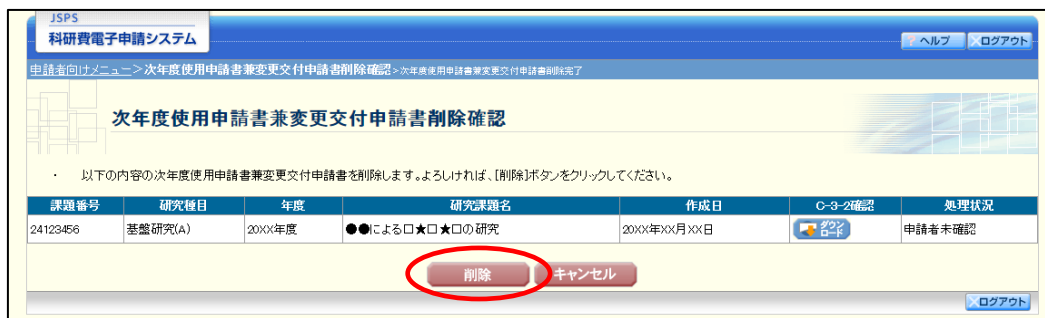 JSPS
科研費電子申請システム
? ヘルプ
×ログアウト
申請者向けメニュー>次年度使用申請書兼変更交付申請書削除確認>次年度使用申請書兼変更交付申請書削除完了
次年度使用申請書兼変更交付申請書削除確認
・ 以下の内容の次年度使用申請書兼変更交付申請書を削除します。よろしければ、[削除]ボタンをクリックしてください。
課題番号 研究種目 年度 研究課題名 作成日 C-3-2確認 処理状況
24123456 基盤研究(A) 20XX年度 ●●による□★□★□の研究 20XX年XX月XX日 ダウンロード 申請者未確認
削除 キャンセル
×ログアウト